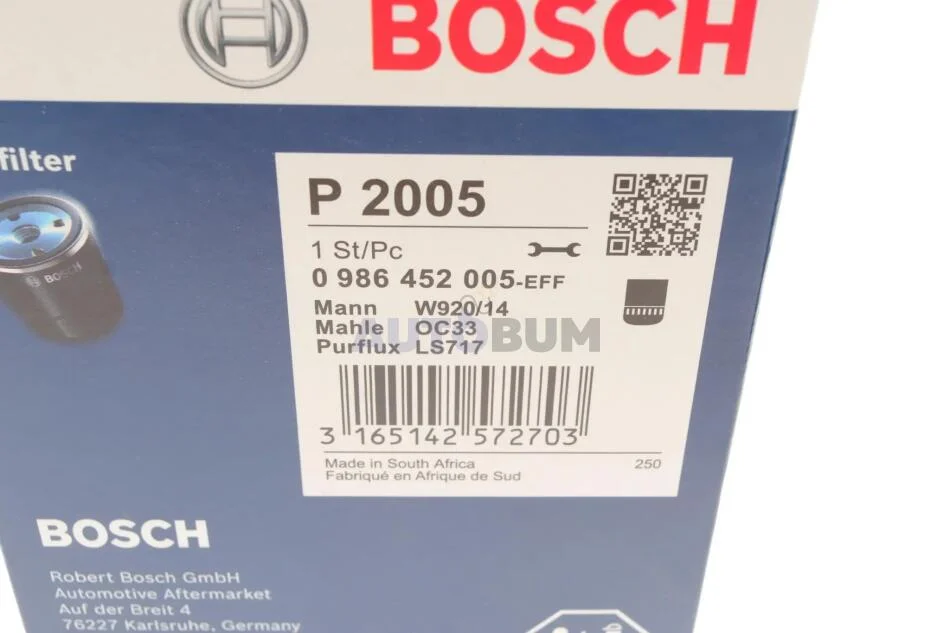 BOSCH
filter
BOSCH
P 2005
1 St/Pc
0 986 452 005-EFF
Mann W920/14
Mahle OC33
Purflux LS717
AUTOBUM
3 165142 572703
Made in South Africa 250
Fabriqué en Afrique de Sud
BOSCH
Robert Bosch GmbH
Automotive Aftermarket
Auf der Breit 4
76227 Karlsruhe, Germany